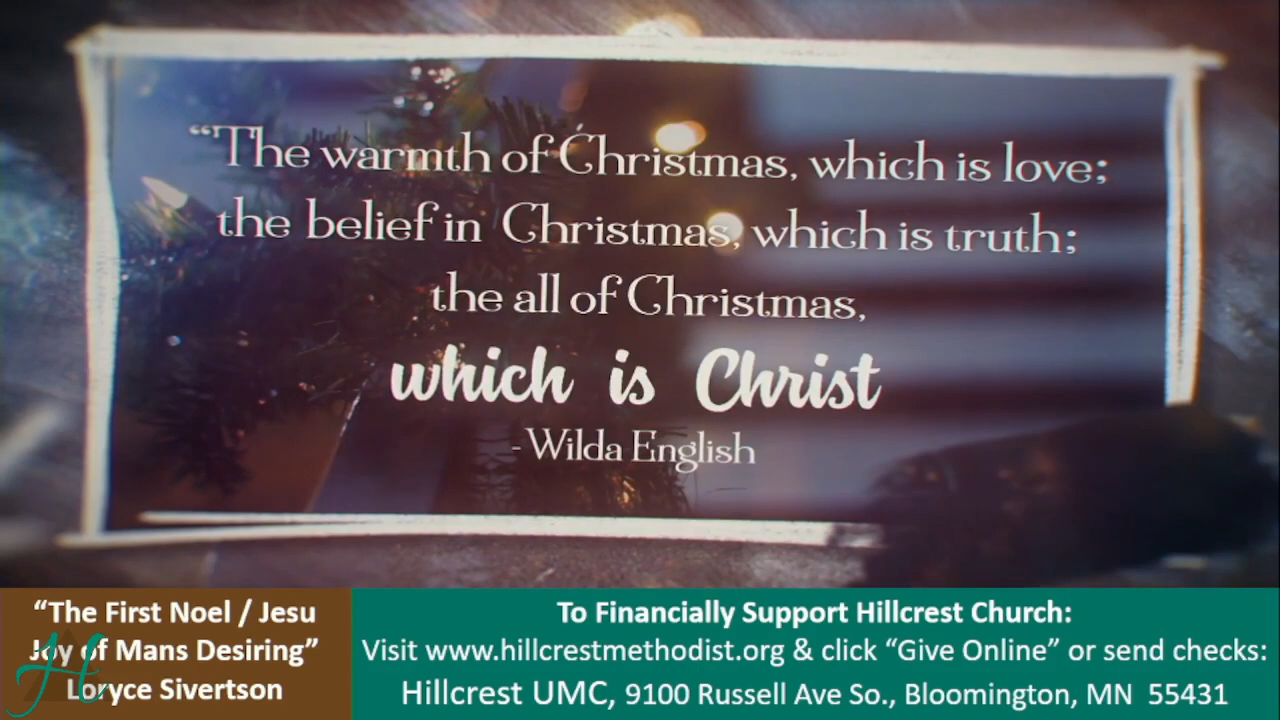 “The warmth of Christmas, which is love;
the belief in Christmas, which is truth;
the all of Christmas,
which is Christ
-Wilda English
“The First Noel / Jesu
Joy of Mans Desiring”
Loryce Sivertson
To Financially Support Hillcrest Church:
Visit www.hillcrestmethodist.org & click “Give Online” or send checks:
Hillcrest UMC, 9100 Russell Ave So., Bloomington, MN 55431
H